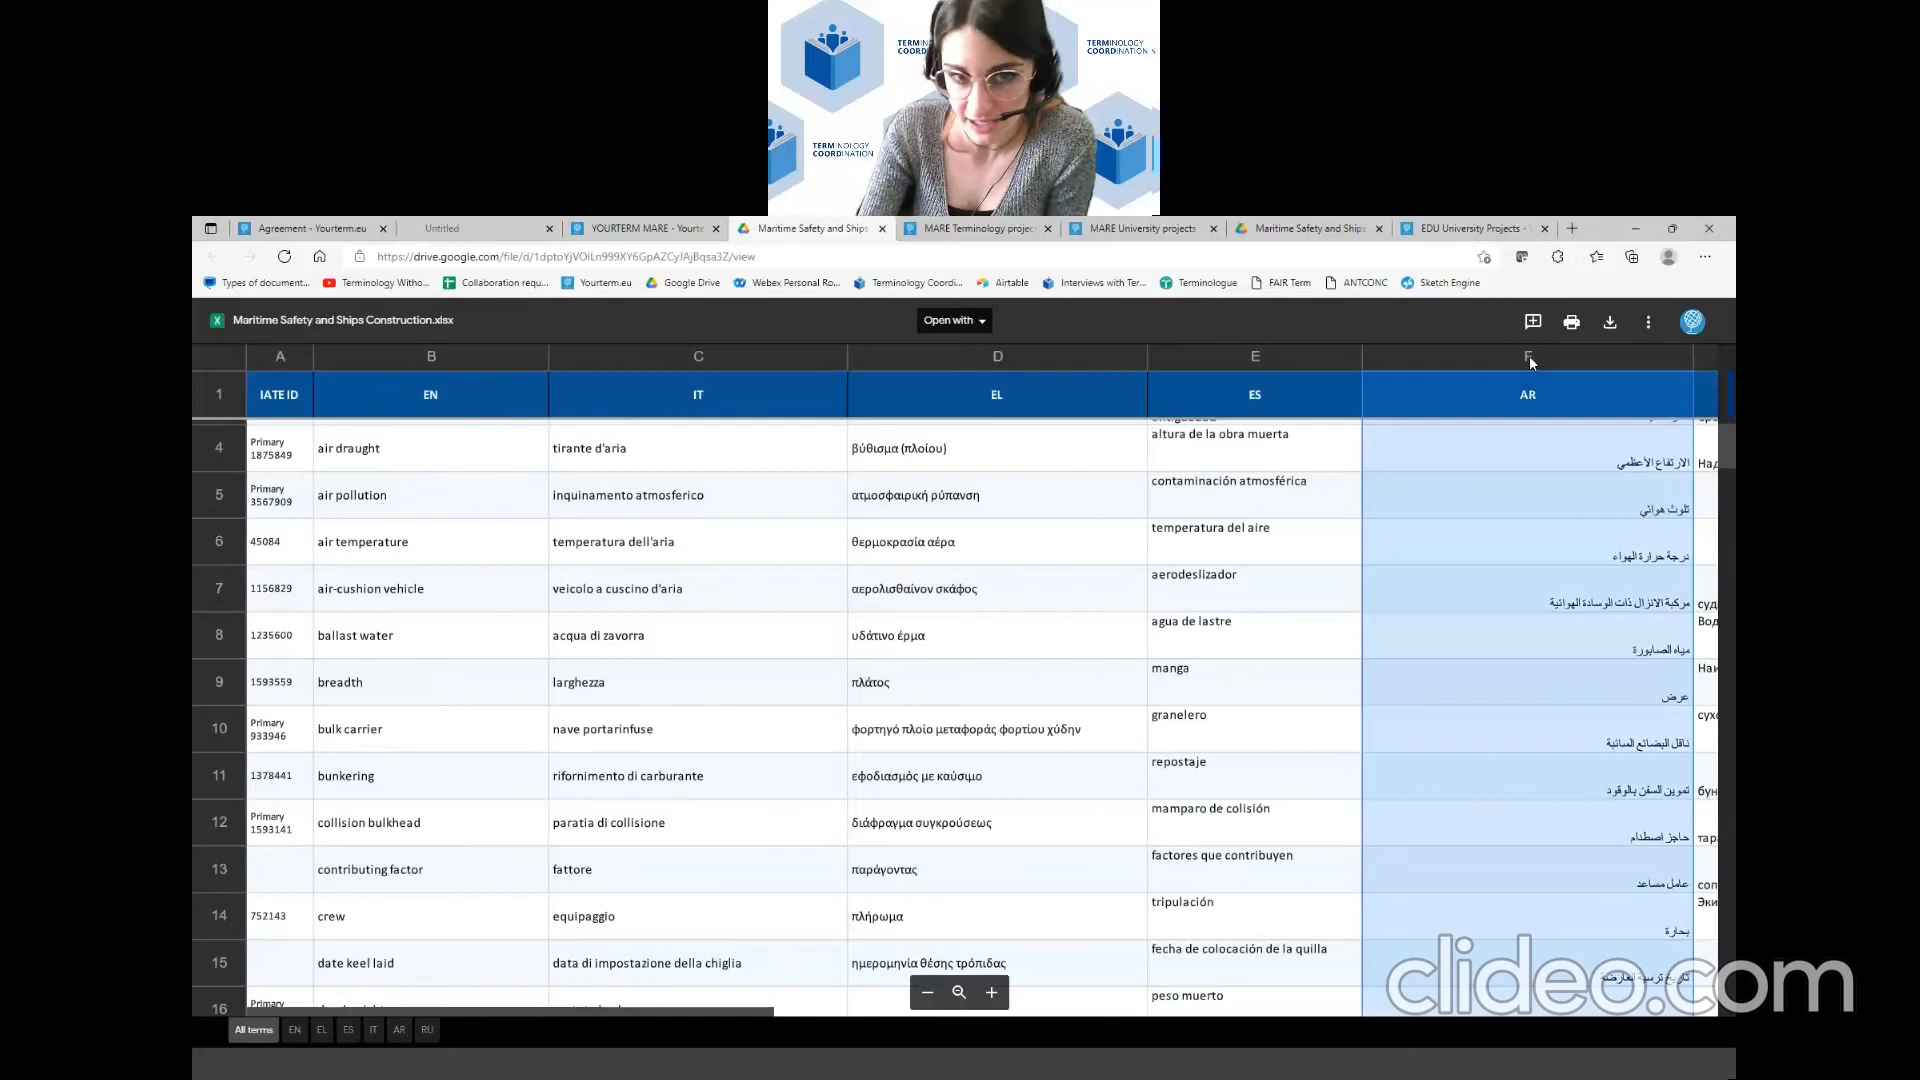 TERMINOLOGY
COORDINATION
TERMINOLOGY
COORDINATION
Agreement - Yourterm.eu
Untitled
YOURTERM MARE - Yourte
Maritime Safety and Ships
MARE Terminology projec
MARE University projects
Maritime Safety and Ships
EDU University Projects -
https://drive.google.com/file/d/1dptoYjVOlLn999XY6GpAZCyJAjBqsa3Z/view
Types of document...
Terminology Witho...
Collaboration requ...
Yourterm.eu
Google Drive
Webex Personal Ro...
Terminology Coordi...
Airtable
Interviews with Ter...
Terminologue
FAIR Term
ANTCONC
Sketch Engine
Maritime Safety and Ships Construction.xlsx
Open with
A B C D E F
1 IATE ID EN IT EL ES AR
4 Primary 1875849 air draught tirante d'aria βύθισμα (πλοίου) altura de la obra muerta الارتفاع الأعظمي Над
5 Primary 3567909 air pollution inquinamento atmosferico ατμοσφαιρική ρύπανση contaminación atmosférica تلوث هوائي
6 45084 air temperature temperatura dell'aria θερμοκρασία αέρα temperatura del aire درجة حرارة الهواء
7 1156829 air-cushion vehicle veicolo a cuscino d'aria αερολισθαίνον σκάφος aerodeslizador مركبة الانزال ذات الوسادة الهوائية суд
8 1235600 ballast water acqua di zavorra υδάτινο έρμα agua de lastre مياه الصابورة Вод
9 1593559 breadth larghezza πλάτος manga عرض Наи
10 Primary 933946 bulk carrier nave portarinfuse φορτηγό πλοίο μεταφοράς φορτίου χύδην granelero ناقل البضائع السائبة сухо
11 1378441 bunkering rifornimento di carburante εφοδιασμός με καύσιμο repostaje تموين السفن بالوقود бун
12 Primary 1593141 collision bulkhead paratia di collisione διάφραγμα συγκρούσεως mamparo de colisión حاجز اصطدام тара
13 contributing factor fattore παράγοντας factores que contribuyen عامل مساعد соп
14 752143 crew equipaggio πλήρωμα tripulación بحارة Эки
15 date keel laid data di impostazione della chiglia ημερομηνία θέσης τρόπιδας fecha de colocación de la quilla
16 Primary peso muerto
clideo.com
All terms EN EL ES IT AR RU